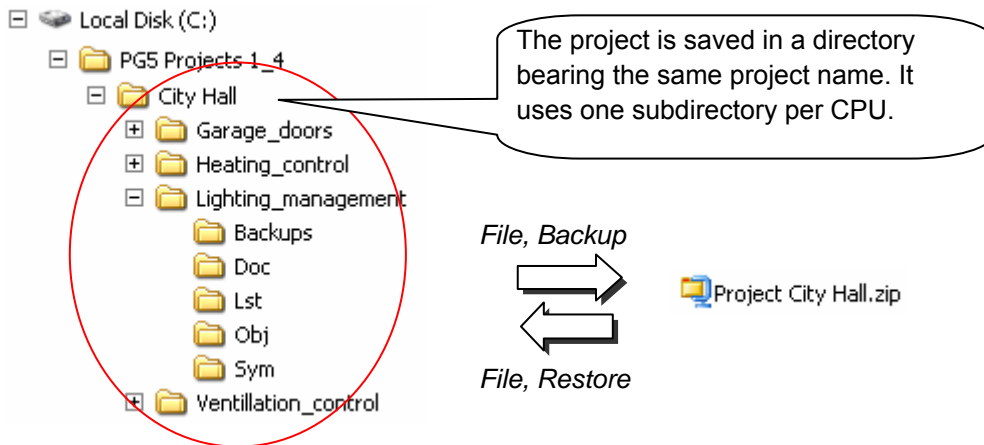 Local Disk (C:)
PG5 Projects 1_4
City Hall
Garage_doors
Heating_control
Lighting_management
Backups
Doc
Lst
Obj
Sym
Ventillation_control
The project is saved in a directory
bearing the same project name. It
uses one subdirectory per CPU.
File, Backup
Project City Hall.zip
File, Restore